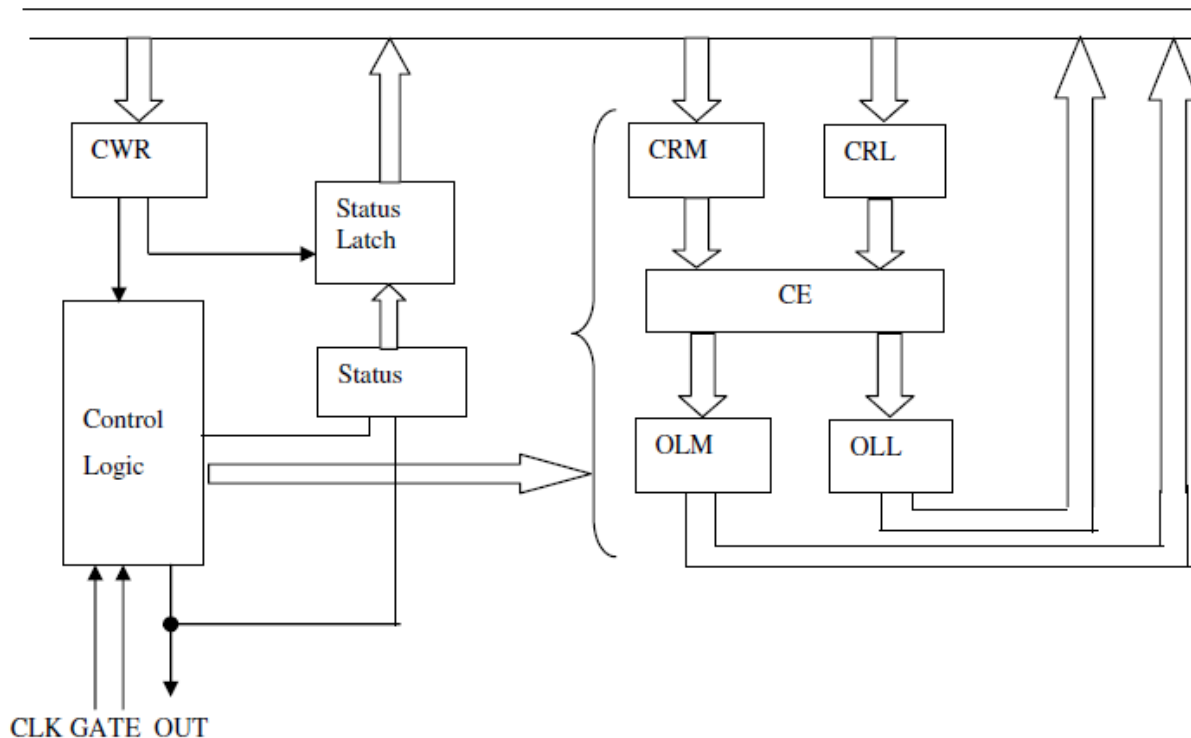 CWR
CRM
CRL
Status
Latch
CE
Status
Control
Logic
OLM
OLL
CLK GATE OUT